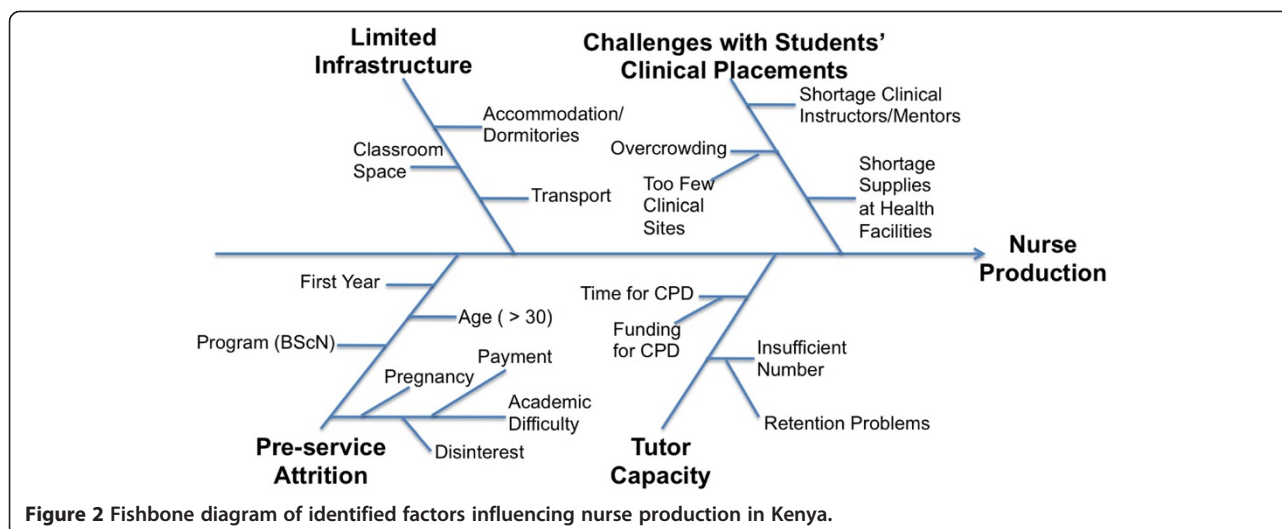 Limited
Infrastructure
Challenges with Students'
Clinical Placements
Accommodation/
Dormitories
Classroom
Space
Transport
Shortage Clinical
Instructors/Mentors
Overcrowding
Too Few
Clinical
Sites
Shortage
Supplies
at Health
Facilities
Nurse
Production
First Year
Age ( > 30)
Program (BScN)
Payment
Pregnancy
Academic
Difficulty
Disinterest
Pre-service
Attrition
Time for CPD
Funding
for CPD
Insufficient
Number
Retention Problems
Tutor
Capacity
Figure 2 Fishbone diagram of identified factors influencing nurse production in Kenya.